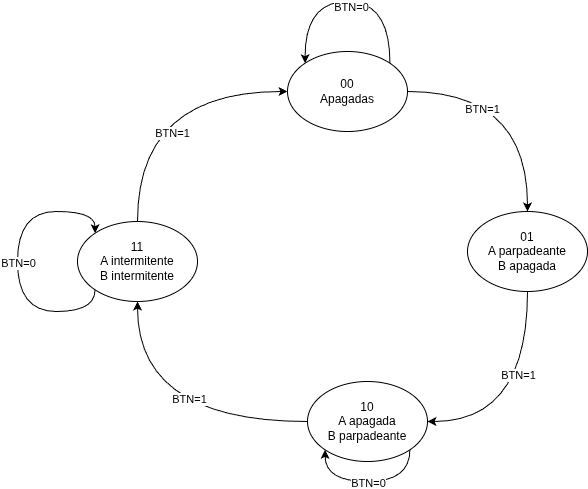 BTN=0
00
Apagadas
BTN=1
BTN=1
01
A parpadeante
B apagada
11
A intermitente
B intermitente
BTN=0
BTN=1
BTN=1
10
A apagada
B parpadeante
BTN=0